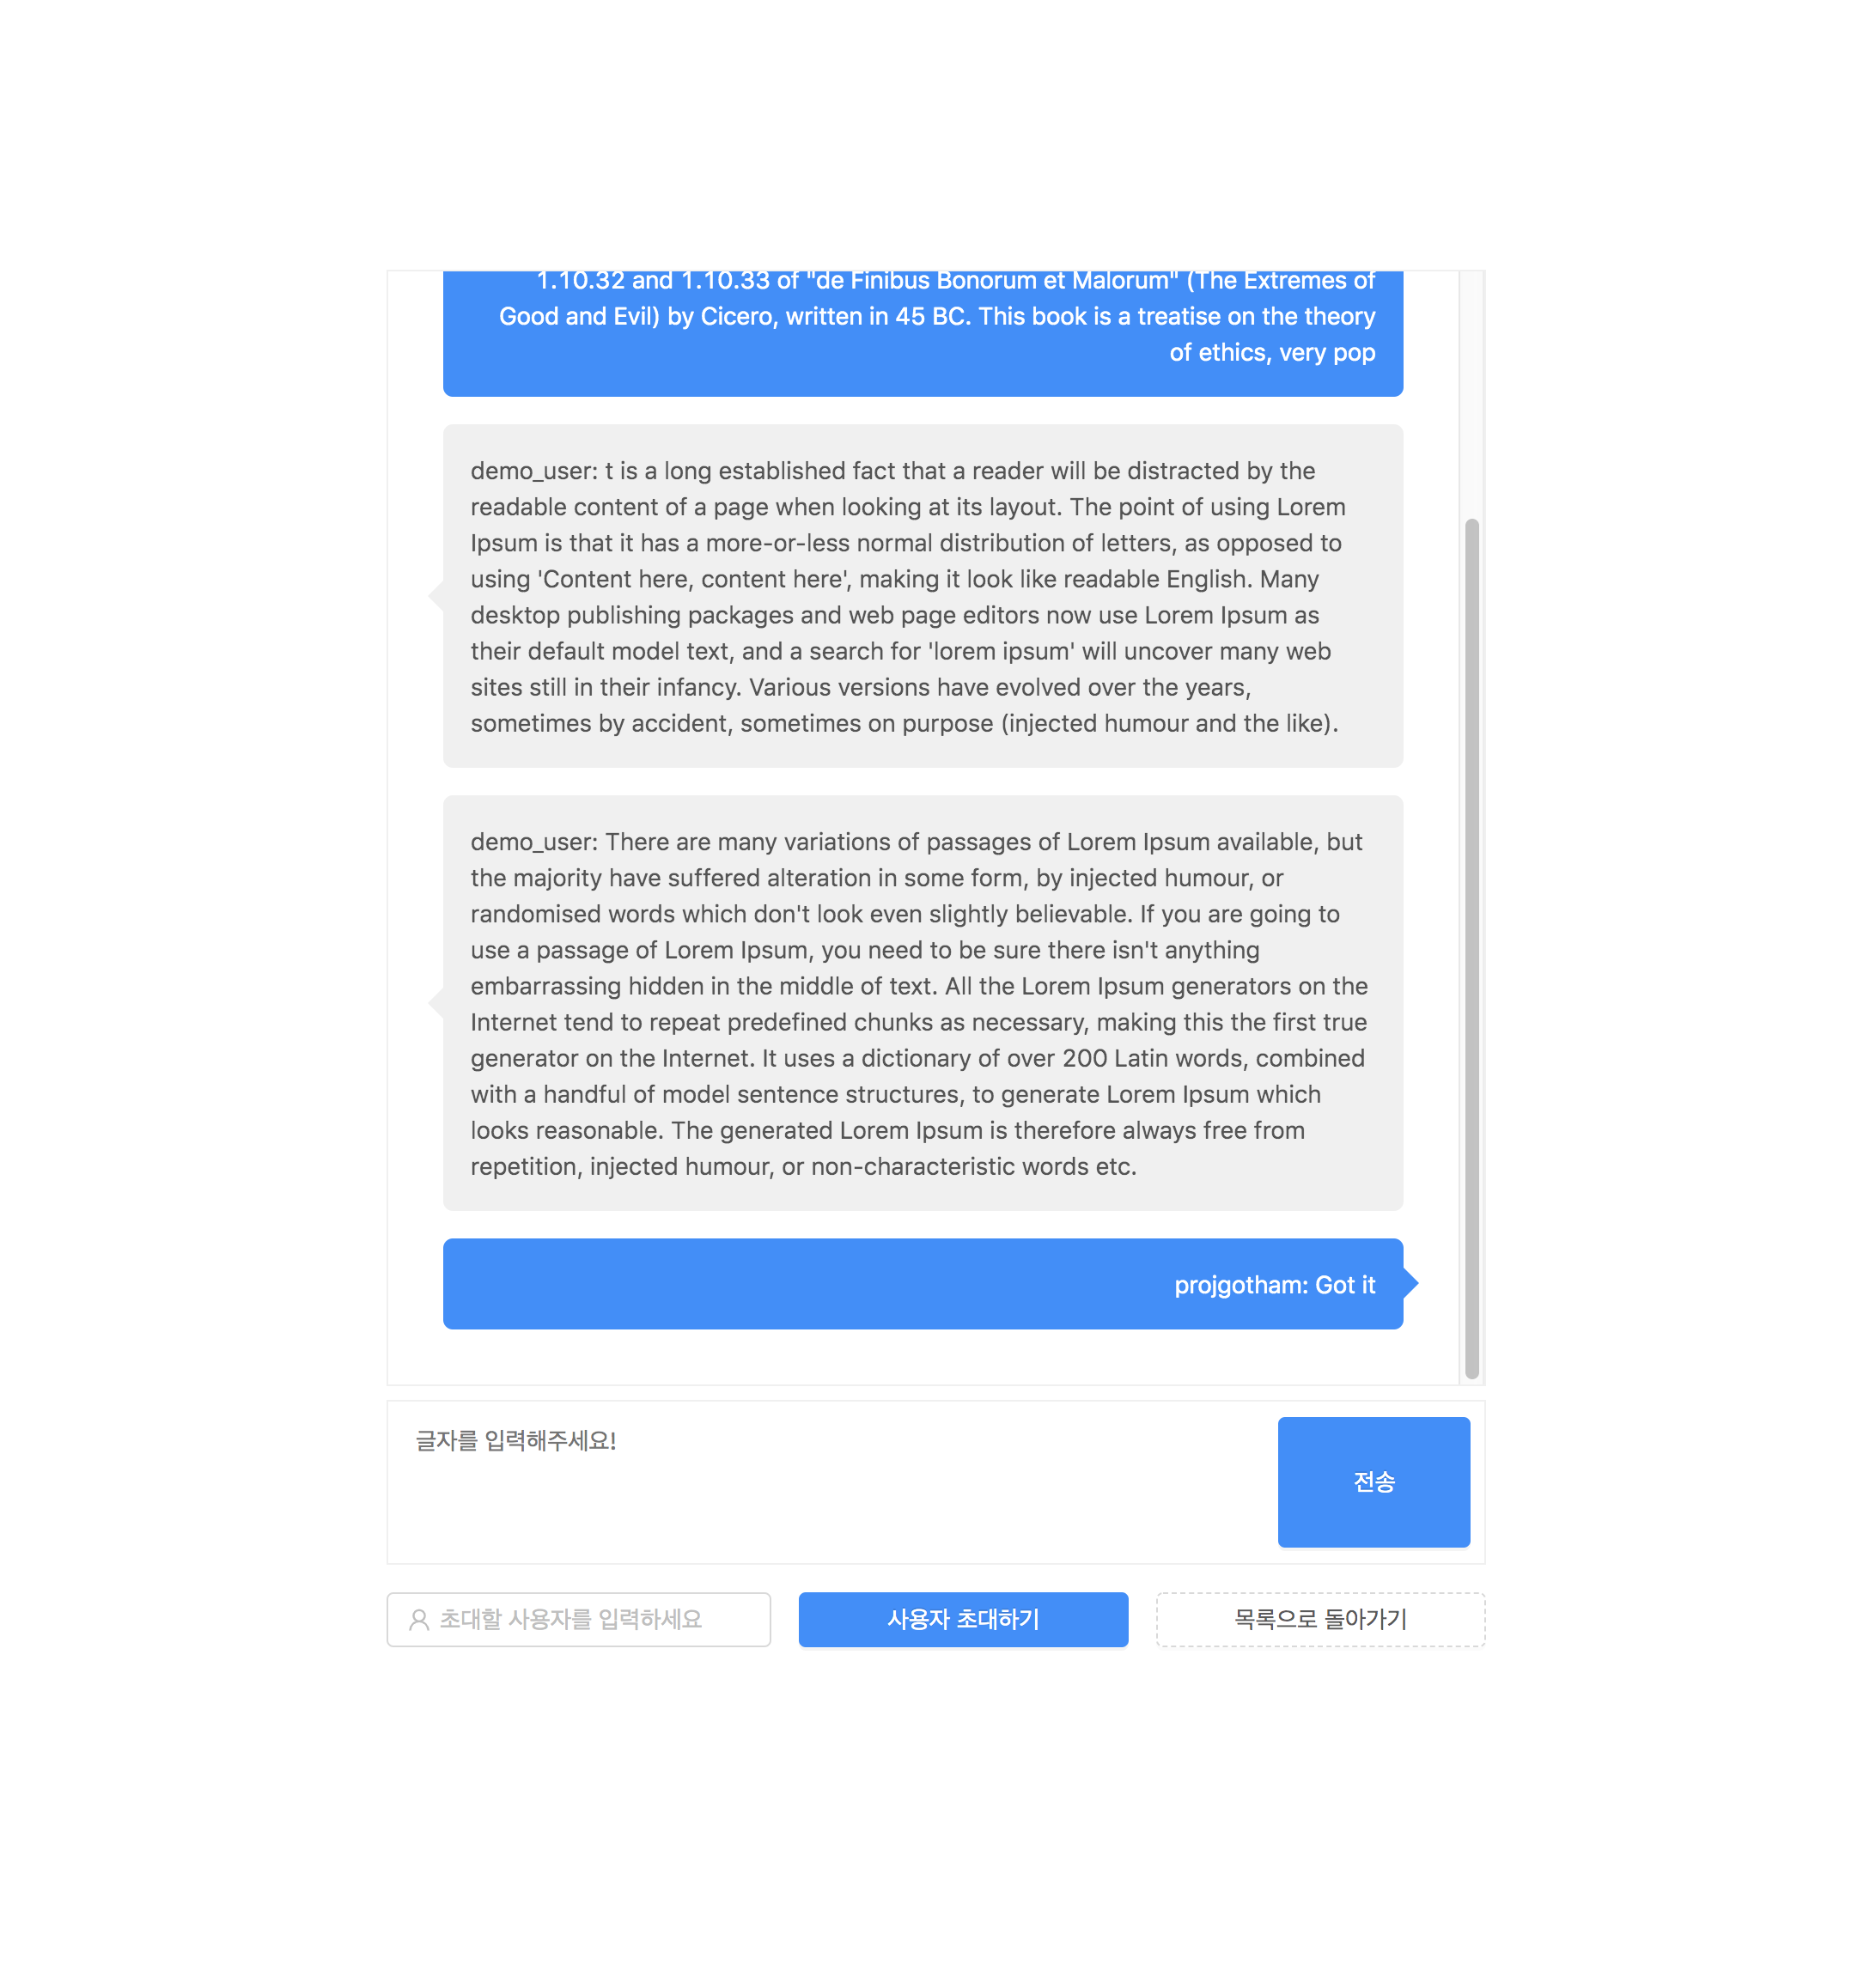 1.10.32 and 1.10.33 of "de Finibus Bonorum et Malorum" (The Extremes of
Good and Evil) by Cicero, written in 45 BC. This book is a treatise on the theory
of ethics, very pop
demo_user: t is a long established fact that a reader will be distracted by the
readable content of a page when looking at its layout. The point of using Lorem
Ipsum is that it has a more-or-less normal distribution of letters, as opposed to
using 'Content here, content here', making it look like readable English. Many
desktop publishing packages and web page editors now use Lorem Ipsum as
their default model text, and a search for 'lorem ipsum' will uncover many web
sites still in their infancy. Various versions have evolved over the years,
sometimes by accident, sometimes on purpose (injected humour and the like).
demo_user: There are many variations of passages of Lorem Ipsum available, but
the majority have suffered alteration in some form, by injected humour, or
randomised words which don't look even slightly believable. If you are going to
use a passage of Lorem Ipsum, you need to be sure there isn't anything
embarrassing hidden in the middle of text. All the Lorem Ipsum generators on the
Internet tend to repeat predefined chunks as necessary, making this the first true
generator on the Internet. It uses a dictionary of over 200 Latin words, combined
with a handful of model sentence structures, to generate Lorem Ipsum which
looks reasonable. The generated Lorem Ipsum is therefore always free from
repetition, injected humour, or non-characteristic words etc.
projgotham: Got it
글자를 입력해주세요!
전송
초대할 사용자를 입력하세요
사용자 초대하기
목록으로 돌아가기